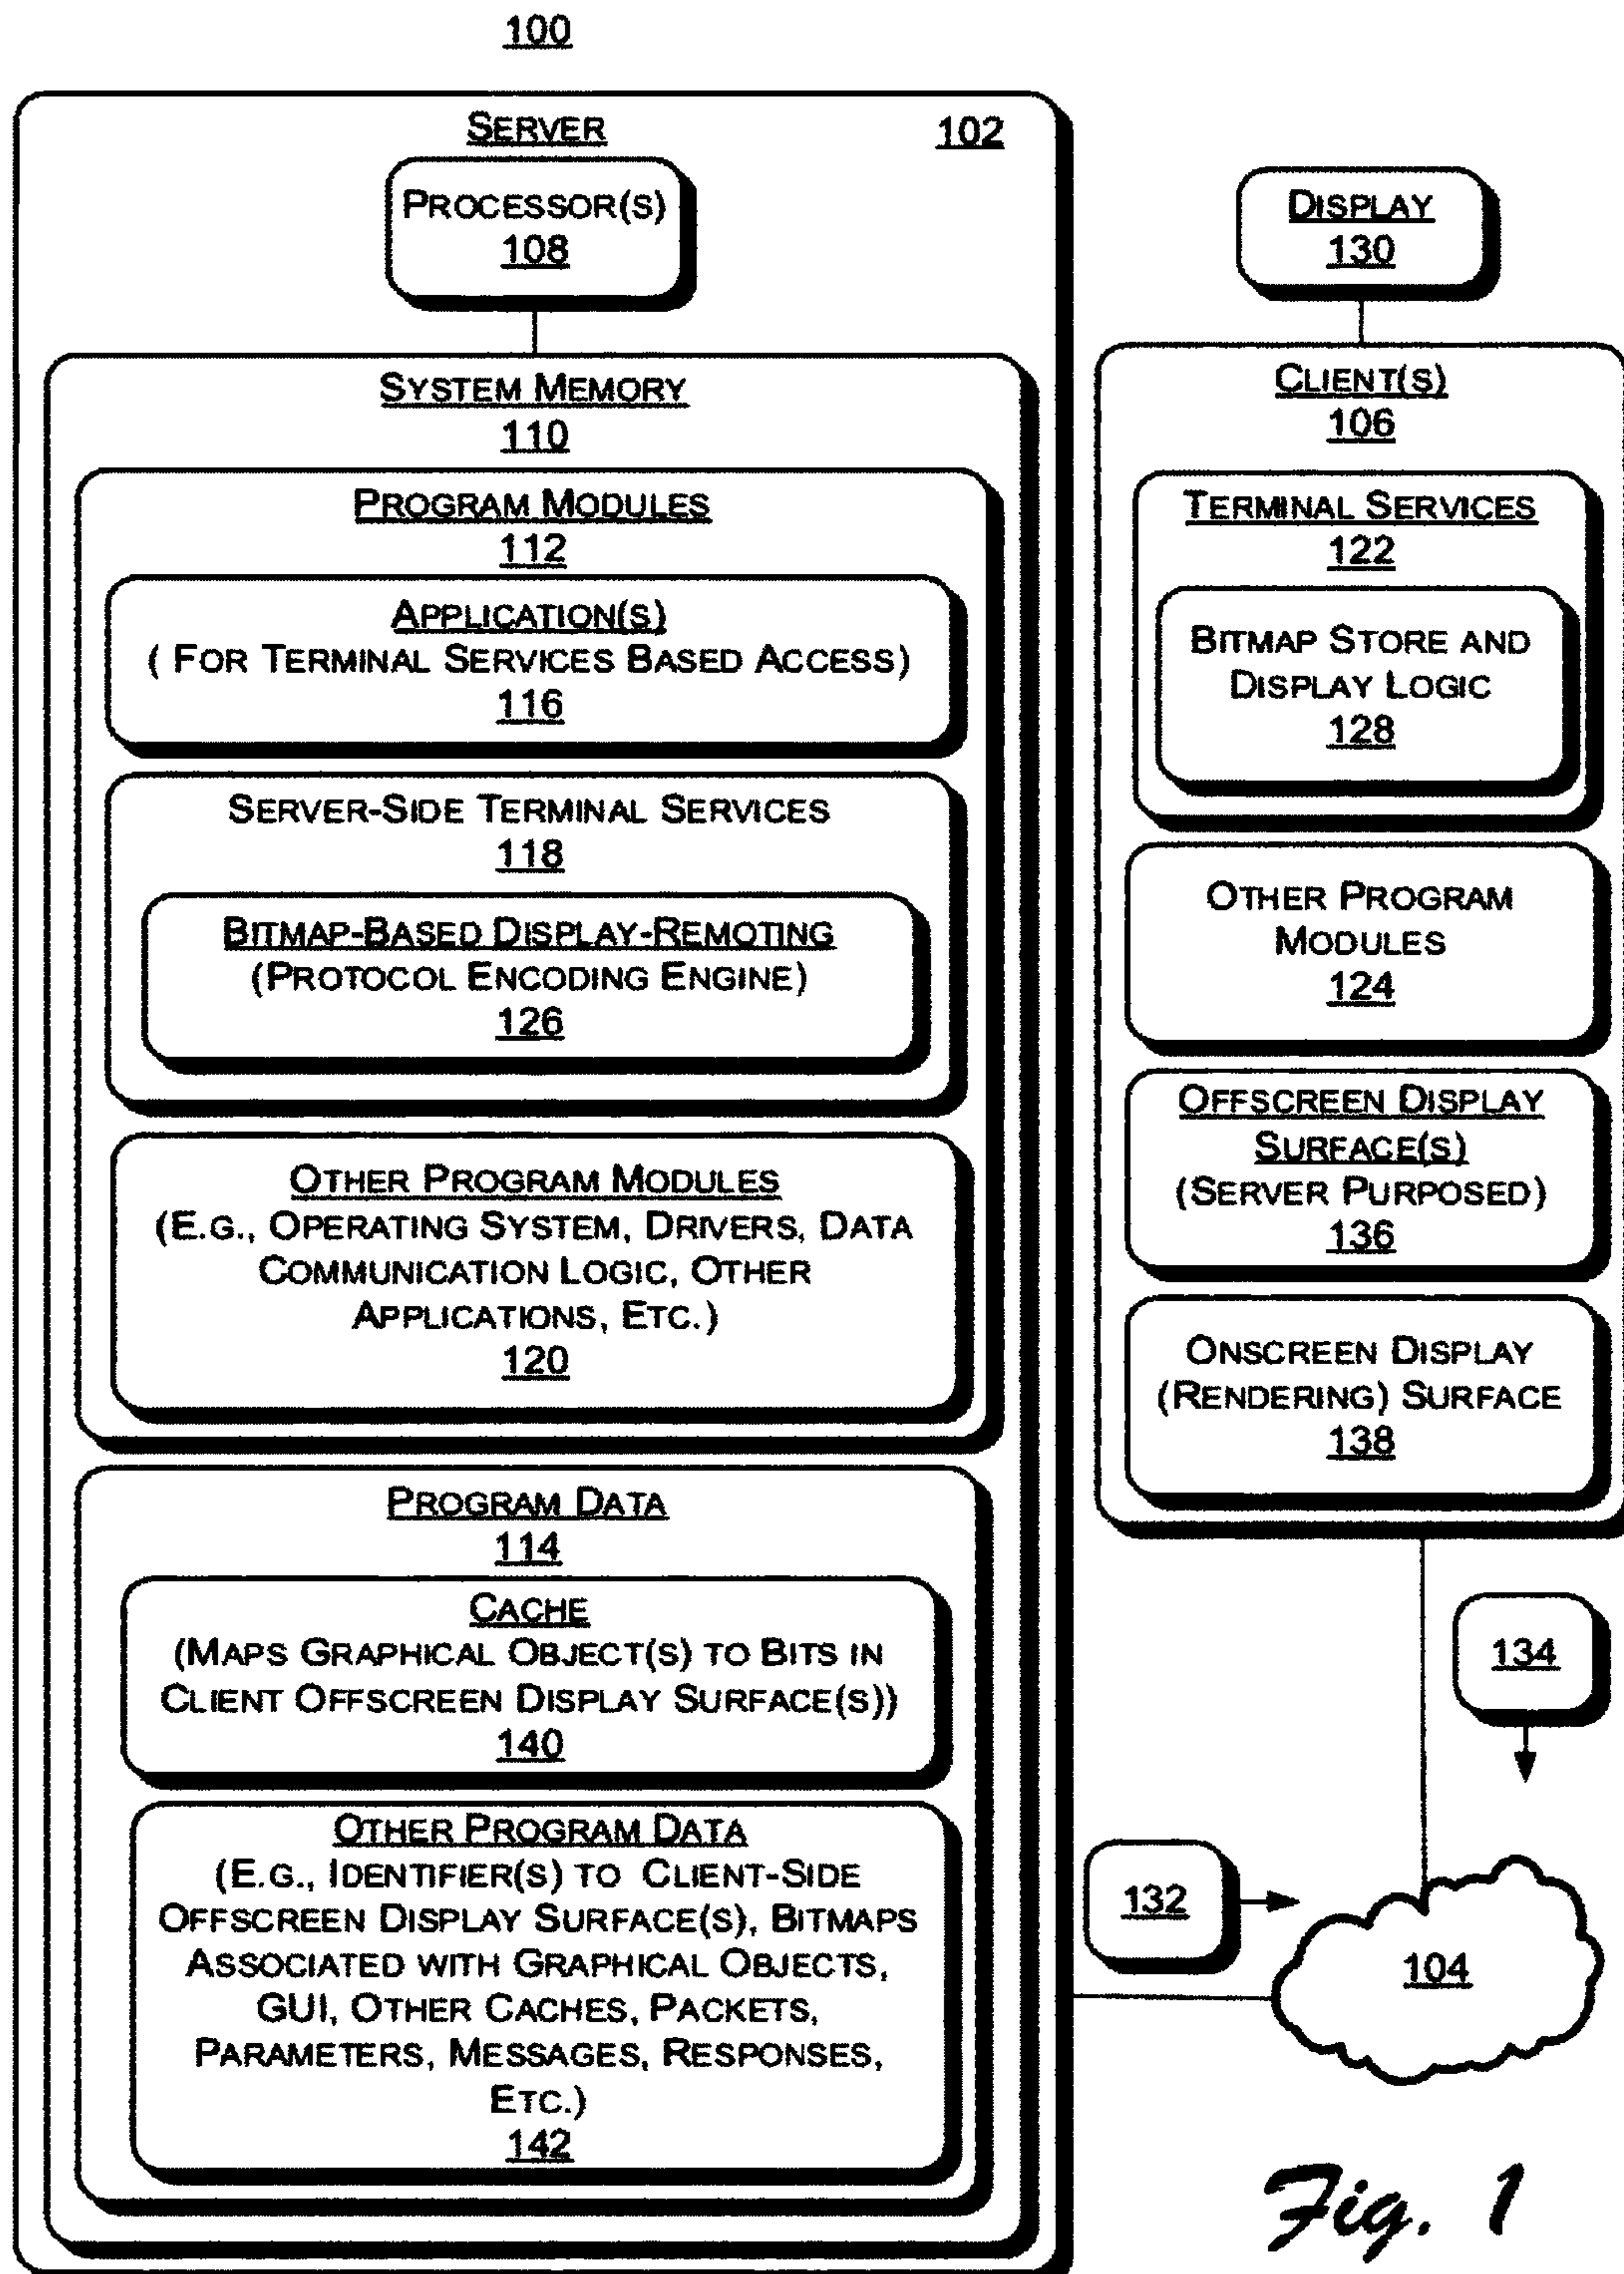 100
SERVER
102
PROCESSOR(S)
108
SYSTEM MEMORY
110
PROGRAM MODULES
112
APPLICATION(S)
( FOR TERMINAL SERVICES BASED ACCESS)
116
SERVER-SIDE TERMINAL SERVICES
118
BITMAP-BASED DISPLAY-REMOTING
(PROTOCOL ENCODING ENGINE)
126
OTHER PROGRAM MODULES
(E.G., OPERATING SYSTEM, DRIVERS, DATA
COMMUNICATION LOGIC, OTHER
APPLICATIONS, ETC.)
120
PROGRAM DATA
114
CACHE
(MAPS GRAPHICAL OBJECT(S) TO BITS IN
CLIENT OFFSCREEN DISPLAY SURFACE(S))
140
OTHER PROGRAM DATA
(E.G., IDENTIFIER(S) TO CLIENT-SIDE
OFFSCREEN DISPLAY SURFACE(S), BITMAPS
ASSOCIATED WITH GRAPHICAL OBJECTS,
GUI, OTHER CACHES, PACKETS,
PARAMETERS, MESSAGES, RESPONSES,
ETC.)
142
DISPLAY
130
CLIENT(S)
106
TERMINAL SERVICES
122
BITMAP STORE AND
DISPLAY LOGIC
128
OTHER PROGRAM
MODULES
124
OFFSCREEN DISPLAY
SURFACE(S)
(SERVER PURPOSED)
136
ONSCREEN DISPLAY
(RENDERING) SURFACE
138
134
132
104
Fig. 1